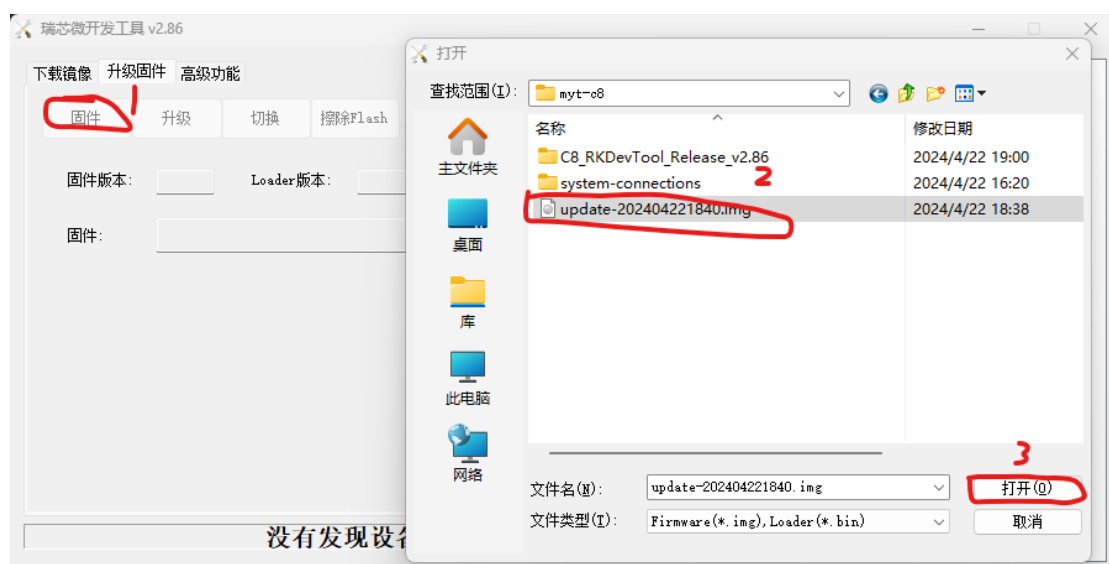 瑞芯微开发工具 v2.86
下载镜像 升级固件 高级功能
1
固件 升级 切换 擦除Flash
固件版本: Loader版本:
固件:
没有发现设
打开
查找范围(I): myt-c8
名称 修改日期
C8_RKDevTool_Release_v2.86 2024/4/22 19:00
system-connections 2024/4/22 16:20
2
update-202404221840.img 2024/4/22 18:38
主文件夹
桌面
库
此电脑
网络
3
文件名(N): update-202404221840.img 打开(O)
文件类型(T): Firmware(*.img),Loader(*.bin) 取消